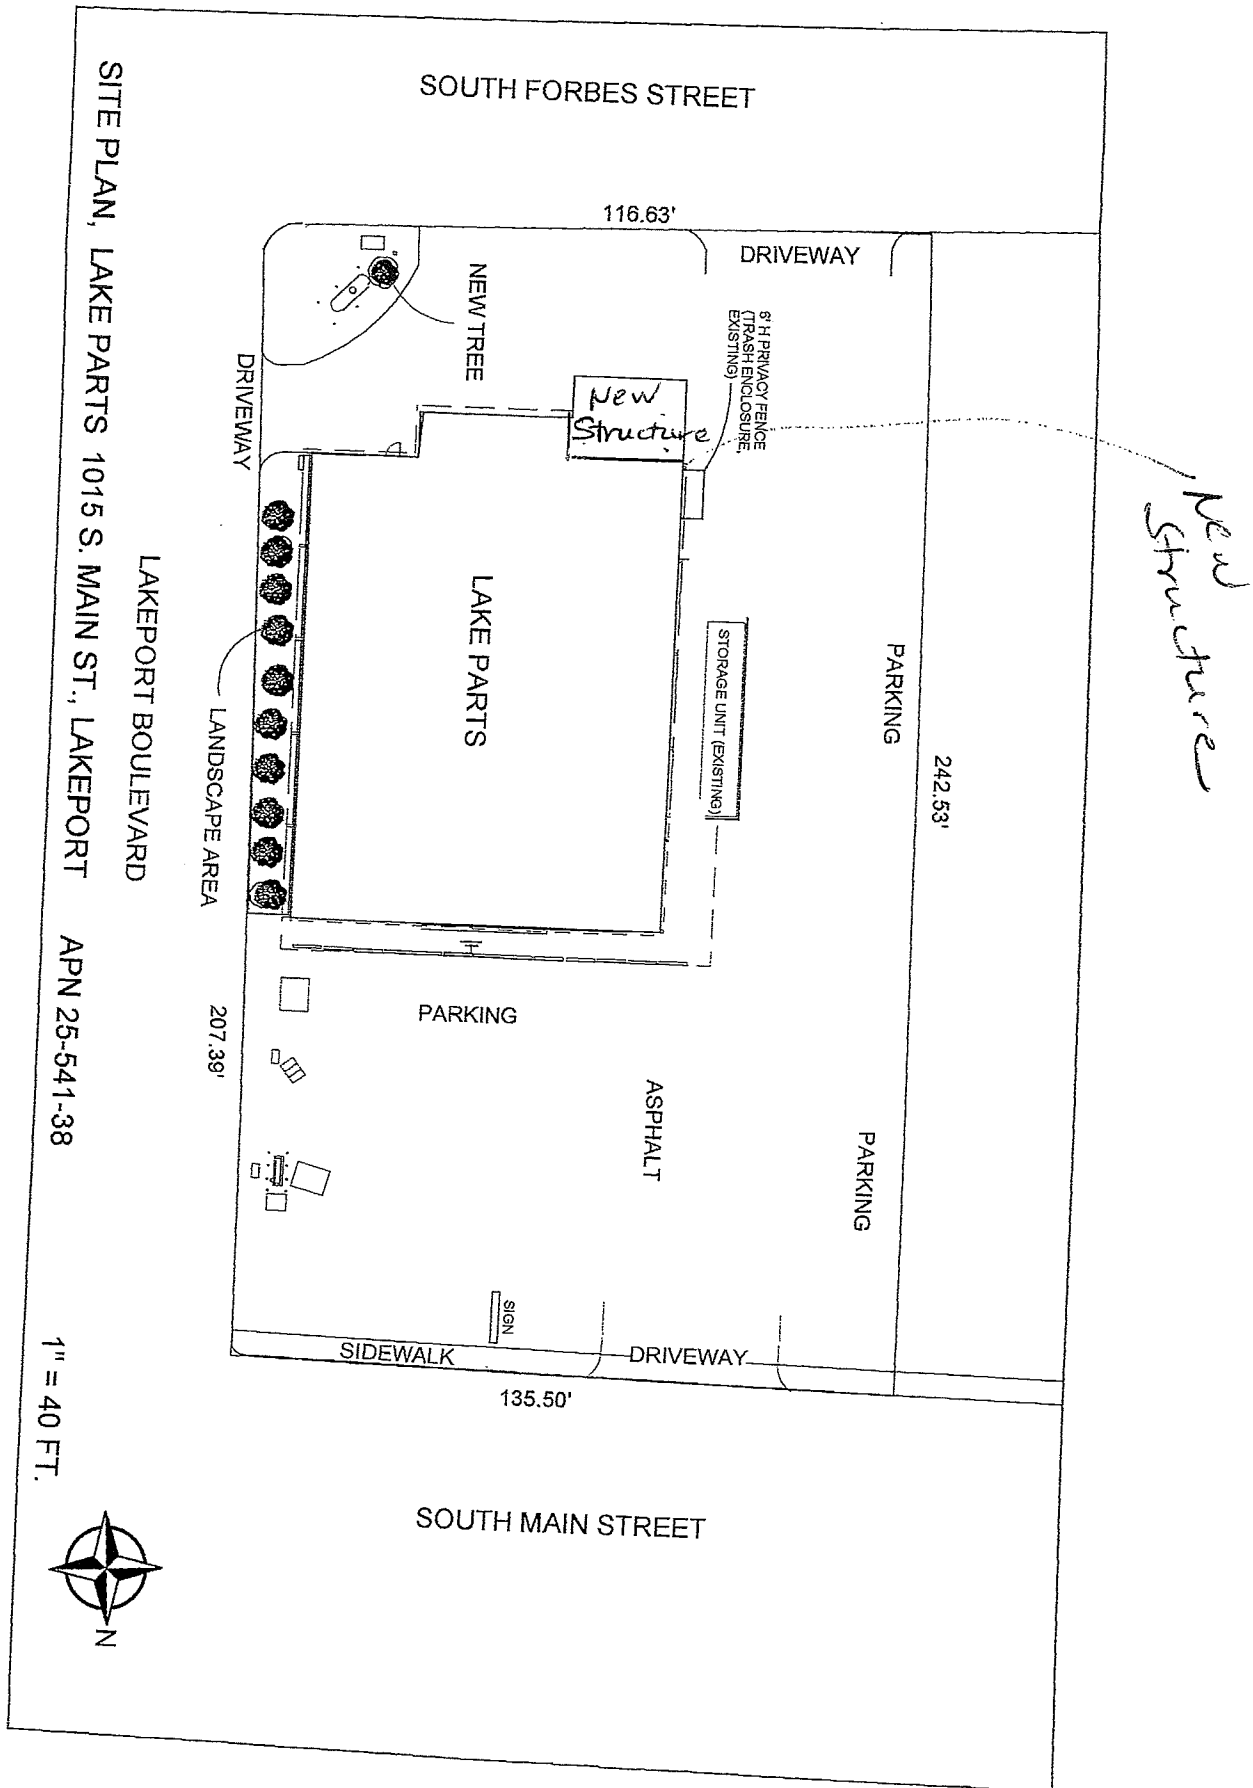 SOUTH FORBES STREET
116.63'
DRIVEWAY
NEW TREE
6' H PRIVACY FENCE
(TRASH ENCLOSURE,
EXISTING)
DRIVEWAY
New
Structure
New
Structure
LAKE PARTS
STORAGE UNIT (EXISTING)
PARKING
242.53'
LANDSCAPE AREA
LAKEPORT BOULEVARD
207.39'
PARKING
ASPHALT
PARKING
SIGN
SIDEWALK
DRIVEWAY
135.50'
SOUTH MAIN STREET
SITE PLAN, LAKE PARTS 1015 S. MAIN ST., LAKEPORT APN 25-541-38
1" = 40 FT.
N